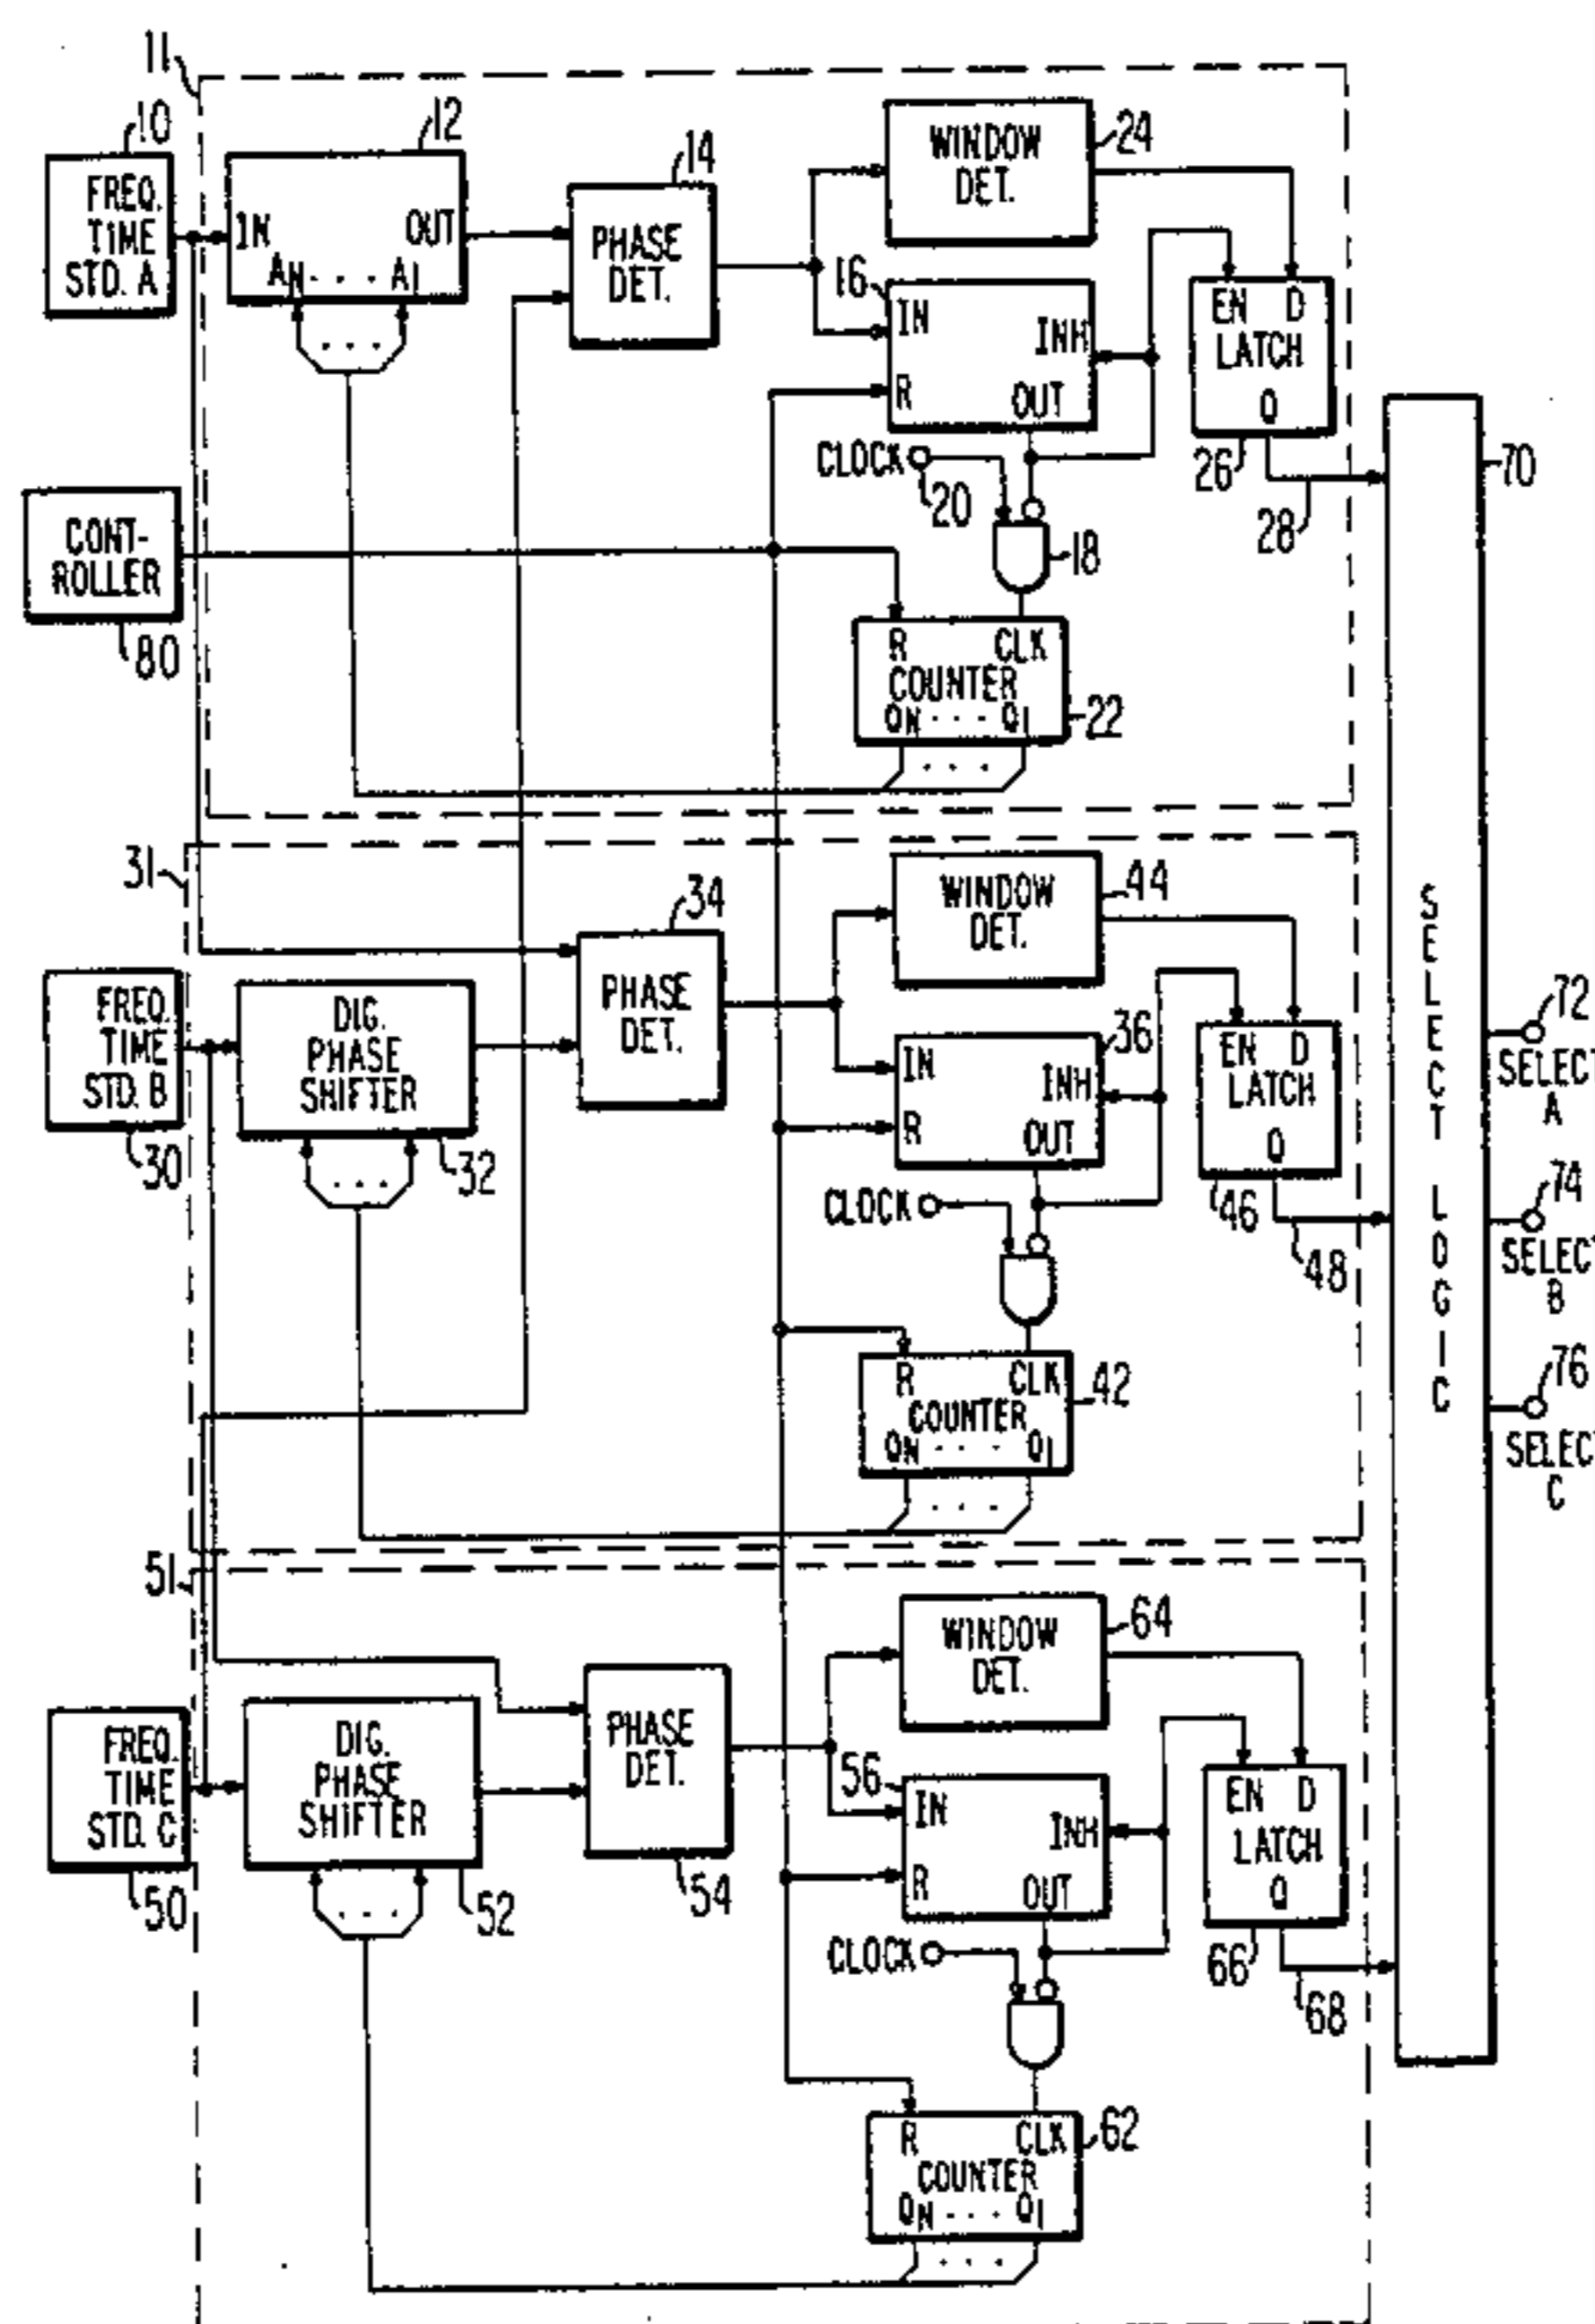 11
10
FREQ.
TIME
STD. A
12
IN
OUT
AN . . . A1
. . .
14
PHASE
DET.
WINDOW
DET.
24
16
IN
INH
R
OUT
EN D
LATCH
Q
26
28
CLOCK
20
18
CONT-
ROLLER
80
R CLK
COUNTER
QN . . . Q1
22
. . .
70
SELECT LOGIC
31
34
PHASE
DET.
WINDOW
DET.
44
FREQ.
TIME
STD. B
30
DIG.
PHASE
SHIFTER
32
. . .
36
IN
INH
R
OUT
EN D
LATCH
Q
46
48
CLOCK
R CLK
COUNTER
QN . . . Q1
42
. . .
72
SELECT
A
74
SELEC
B
76
SELEC
C
51
WINDOW
DET.
64
FREQ.
TIME
STD. C
50
DIG.
PHASE
SHIFTER
52
. . .
PHASE
DET.
54
56
IN
INH
R
OUT
EN D
LATCH
Q
66
68
CLOCK
R CLK
COUNTER
QN . . . Q1
62
. . .